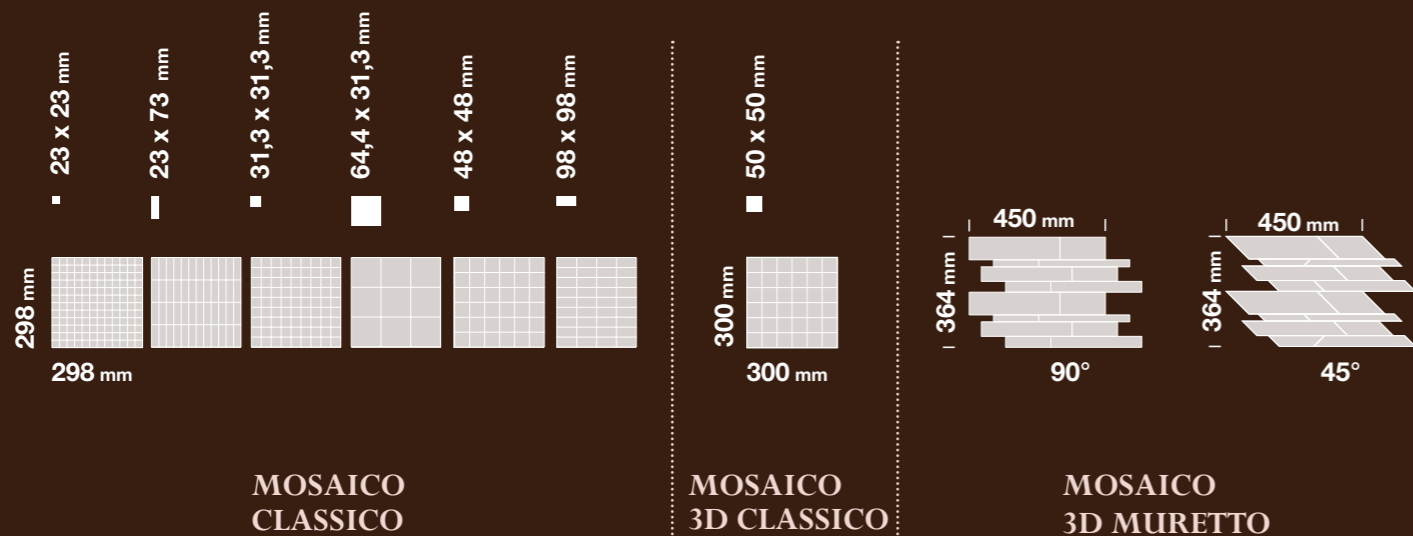 23 x 23 mm
23 x 73 mm
31,3 x 31,3 mm
64,4 x 31,3 mm
48 x 48 mm
98 x 98 mm
298 mm
298 mm
MOSAICO
CLASSICO
50 x 50 mm
300 mm
300 mm
MOSAICO
3D CLASSICO
450 mm
364 mm
90°
450 mm
364 mm
45°
MOSAICO
3D MURETTO